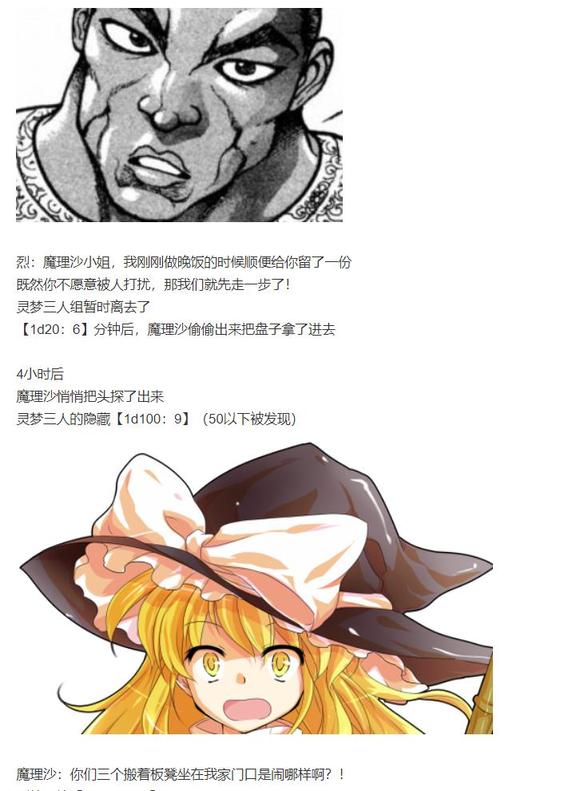 烈：魔理沙小姐，我刚刚做晚饭的时候顺便给你留了一份
既然你不愿意被人打扰，那我们就先走一步了！
灵梦三人组暂时离去了
【1d20：6】分钟后，魔理沙偷偷出来把盘子拿了进去
4小时后
魔理沙悄悄把头探了出来
灵梦三人的隐藏【1d100：9】（50以下被发现）
魔理沙：你们三个搬着板凳坐在我家门口是闹哪样啊？！